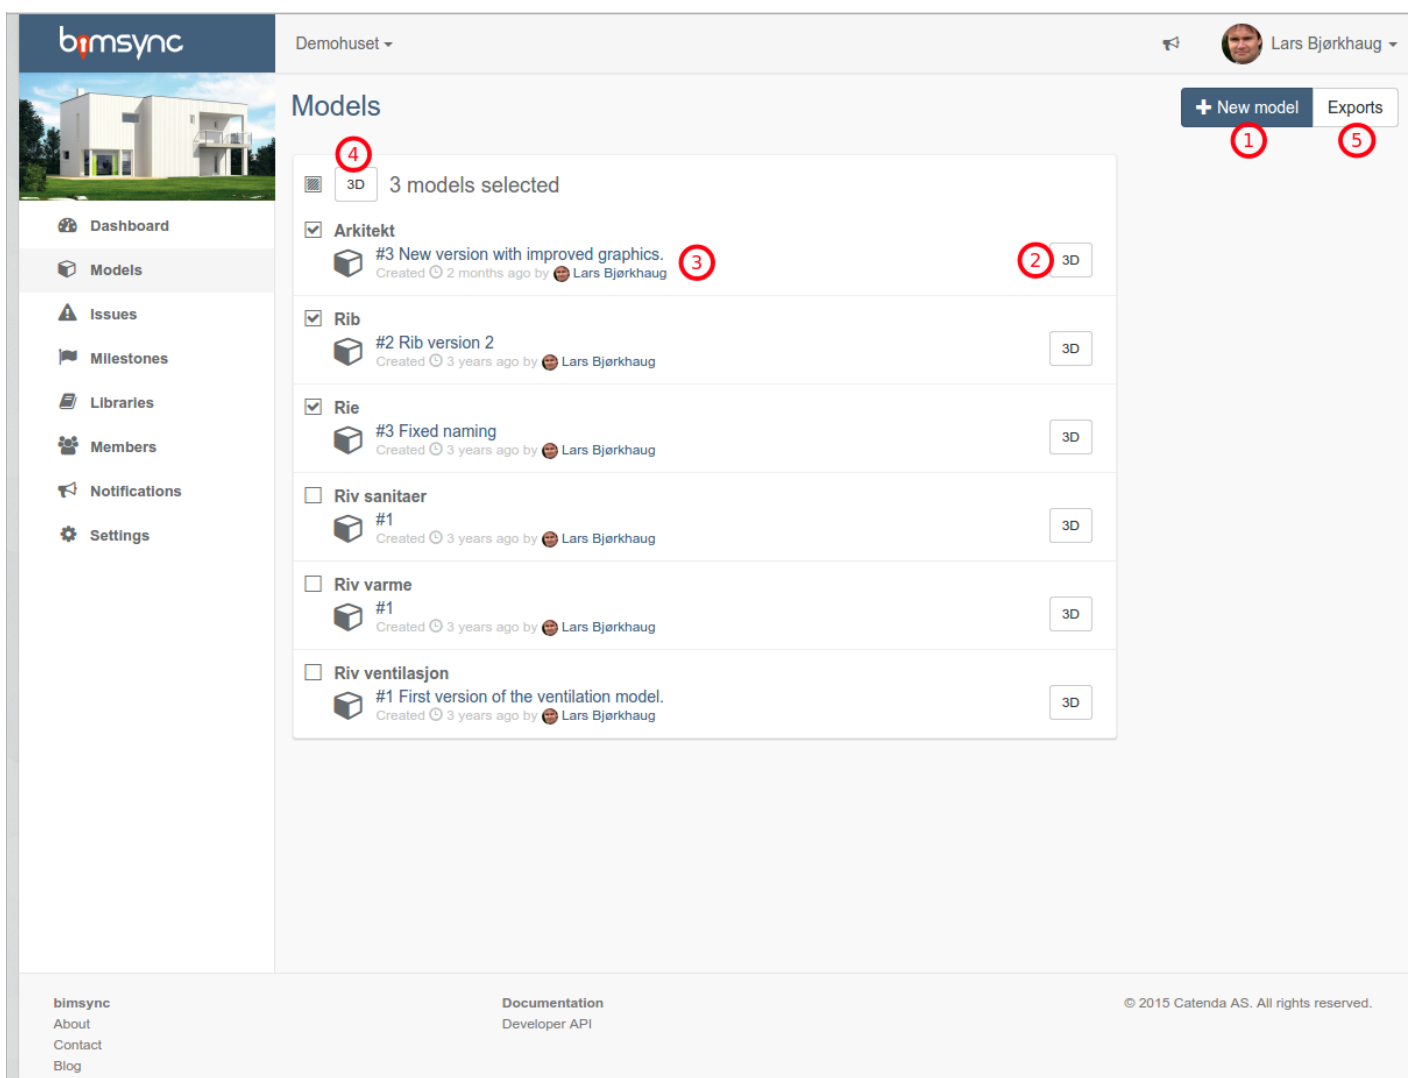 bimsync
Demohuset
Lars Bjørkhaug
Models
New model
Exports
1
5
4
3D
3 models selected
Dashboard
Models
Issues
Milestones
Libraries
Members
Notifications
Settings
Arkitekt
#3 New version with improved graphics.
Created 2 months ago by Lars Bjørkhaug
3
2
3D
Rib
#2 Rib version 2
Created 3 years ago by Lars Bjørkhaug
3D
Rie
#3 Fixed naming
Created 3 years ago by Lars Bjørkhaug
3D
Riv sanitaer
#1
Created 3 years ago by Lars Bjørkhaug
3D
Riv varme
#1
Created 3 years ago by Lars Bjørkhaug
3D
Riv ventilasjon
#1 First version of the ventilation model.
Created 3 years ago by Lars Bjørkhaug
3D
bimsync
About
Contact
Blog
Documentation
Developer API
© 2015 Catenda AS. All rights reserved.